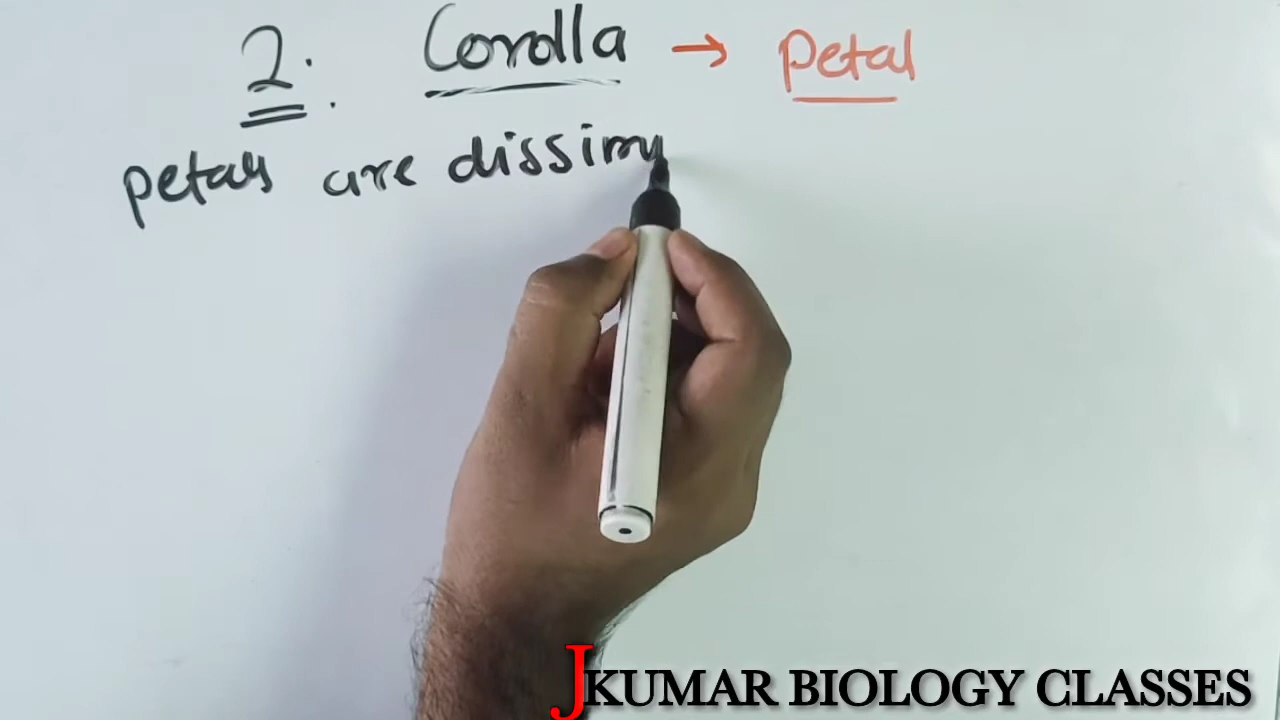 2. Corolla → Petal
petals are dissim
JKUMAR BIOLOGY CLASSES